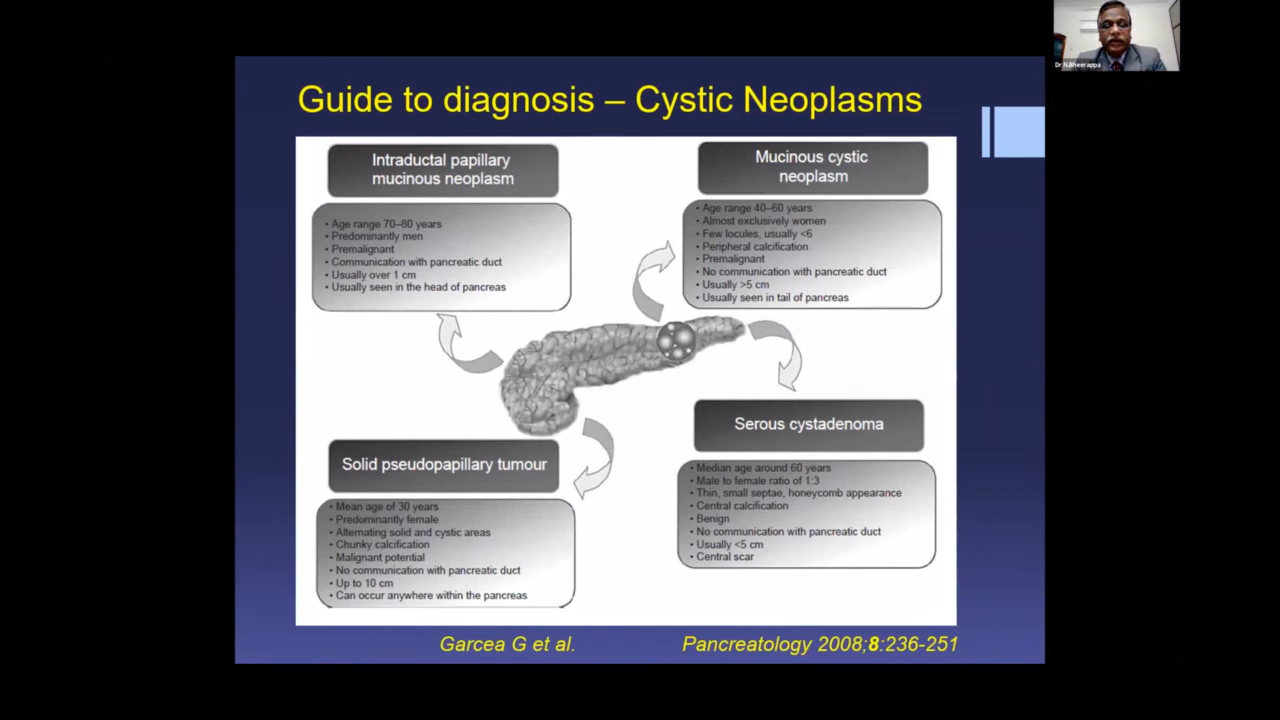 Dr N.Bheerappa
Guide to diagnosis – Cystic Neoplasms
Intraductal papillary
mucinous neoplasm
• Age range 70–80 years
• Predominantly men
• Premalignant
• Communication with pancreatic duct
• Usually over 1 cm
• Usually seen in the head of pancreas
Mucinous cystic
neoplasm
• Age range 40–60 years
• Almost exclusively women
• Few locules, usually <6
• Peripheral calcification
• Premalignant
• No communication with pancreatic duct
• Usually >5 cm
• Usually seen in tail of pancreas
Solid pseudopapillary tumour
• Mean age of 30 years
• Predominantly female
• Alternating solid and cystic areas
• Chunky calcification
• Malignant potential
• No communication with pancreatic duct
• Up to 10 cm
• Can occur anywhere within the pancreas
Serous cystadenoma
• Median age around 60 years
• Male to female ratio of 1:3
• Thin, small septae, honeycomb appearance
• Central calcification
• Benign
• No communication with pancreatic duct
• Usually <5 cm
• Central scar
Garcea G et al. Pancreatology 2008;8:236-251